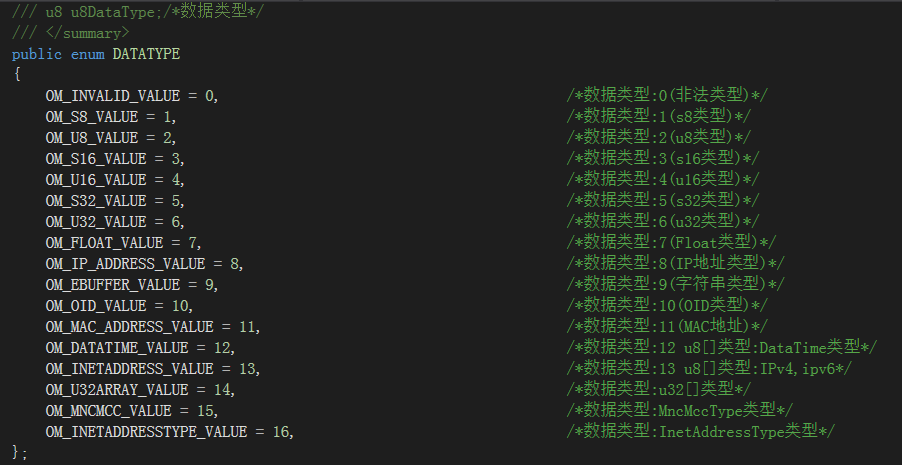 /// u8 u8DataType;/*数据类型*/
/// </summary>
public enum DATATYPE
{
OM_INVALID_VALUE = 0, /*数据类型:0(非法类型)*/
OM_S8_VALUE = 1, /*数据类型:1(s8类型)*/
OM_U8_VALUE = 2, /*数据类型:2(u8类型)*/
OM_S16_VALUE = 3, /*数据类型:3(s16类型)*/
OM_U16_VALUE = 4, /*数据类型:4(u16类型)*/
OM_S32_VALUE = 5, /*数据类型:5(s32类型)*/
OM_U32_VALUE = 6, /*数据类型:6(u32类型)*/
OM_FLOAT_VALUE = 7, /*数据类型:7(Float类型)*/
OM_IP_ADDRESS_VALUE = 8, /*数据类型:8(IP地址类型)*/
OM_EBUFFER_VALUE = 9, /*数据类型:9(字符串类型)*/
OM_OID_VALUE = 10, /*数据类型:10(OID类型)*/
OM_MAC_ADDRESS_VALUE = 11, /*数据类型:11(MAC地址)*/
OM_DATATIME_VALUE = 12, /*数据类型:12 u8[]类型:DataTime类型*/
OM_INETADDRESS_VALUE = 13, /*数据类型:13 u8[]类型:IPv4,ipv6*/
OM_U32ARRAY_VALUE = 14, /*数据类型:u32[]类型*/
OM_MNCMCC_VALUE = 15, /*数据类型:MncMccType类型*/
OM_INETADDRESSTYPE_VALUE = 16, /*数据类型:InetAddressType类型*/
};